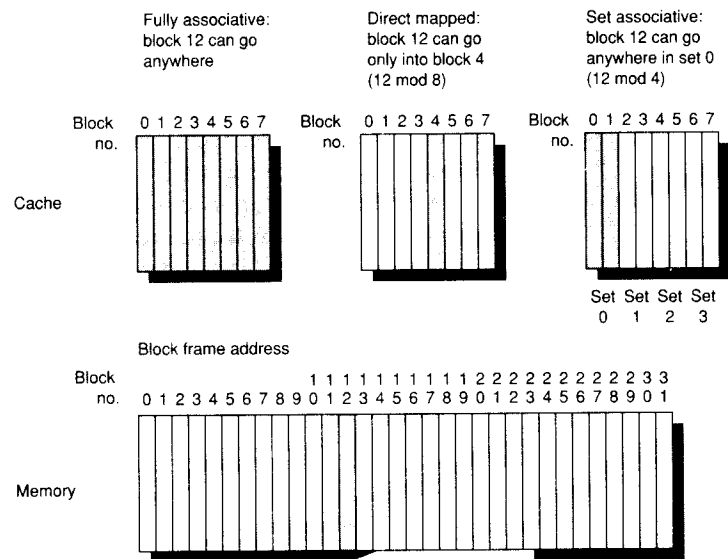 Fully associative:
block 12 can go
anywhere
Direct mapped:
block 12 can go
only into block 4
(12 mod 8)
Set associative:
block 12 can go
anywhere in set 0
(12 mod 4)
Block
no.
0 1 2 3 4 5 6 7
Block
no.
0 1 2 3 4 5 6 7
Block
no.
0 1 2 3 4 5 6 7
Cache
Set Set Set Set
0 1 2 3
Block frame address
Block
no.
1 1 1 1 1 1 1 1 1 1 2 2 2 2 2 2 2 2 2 2 3 3
0 1 2 3 4 5 6 7 8 9 0 1 2 3 4 5 6 7 8 9 0 1 2 3 4 5 6 7 8 9 0 1
Memory